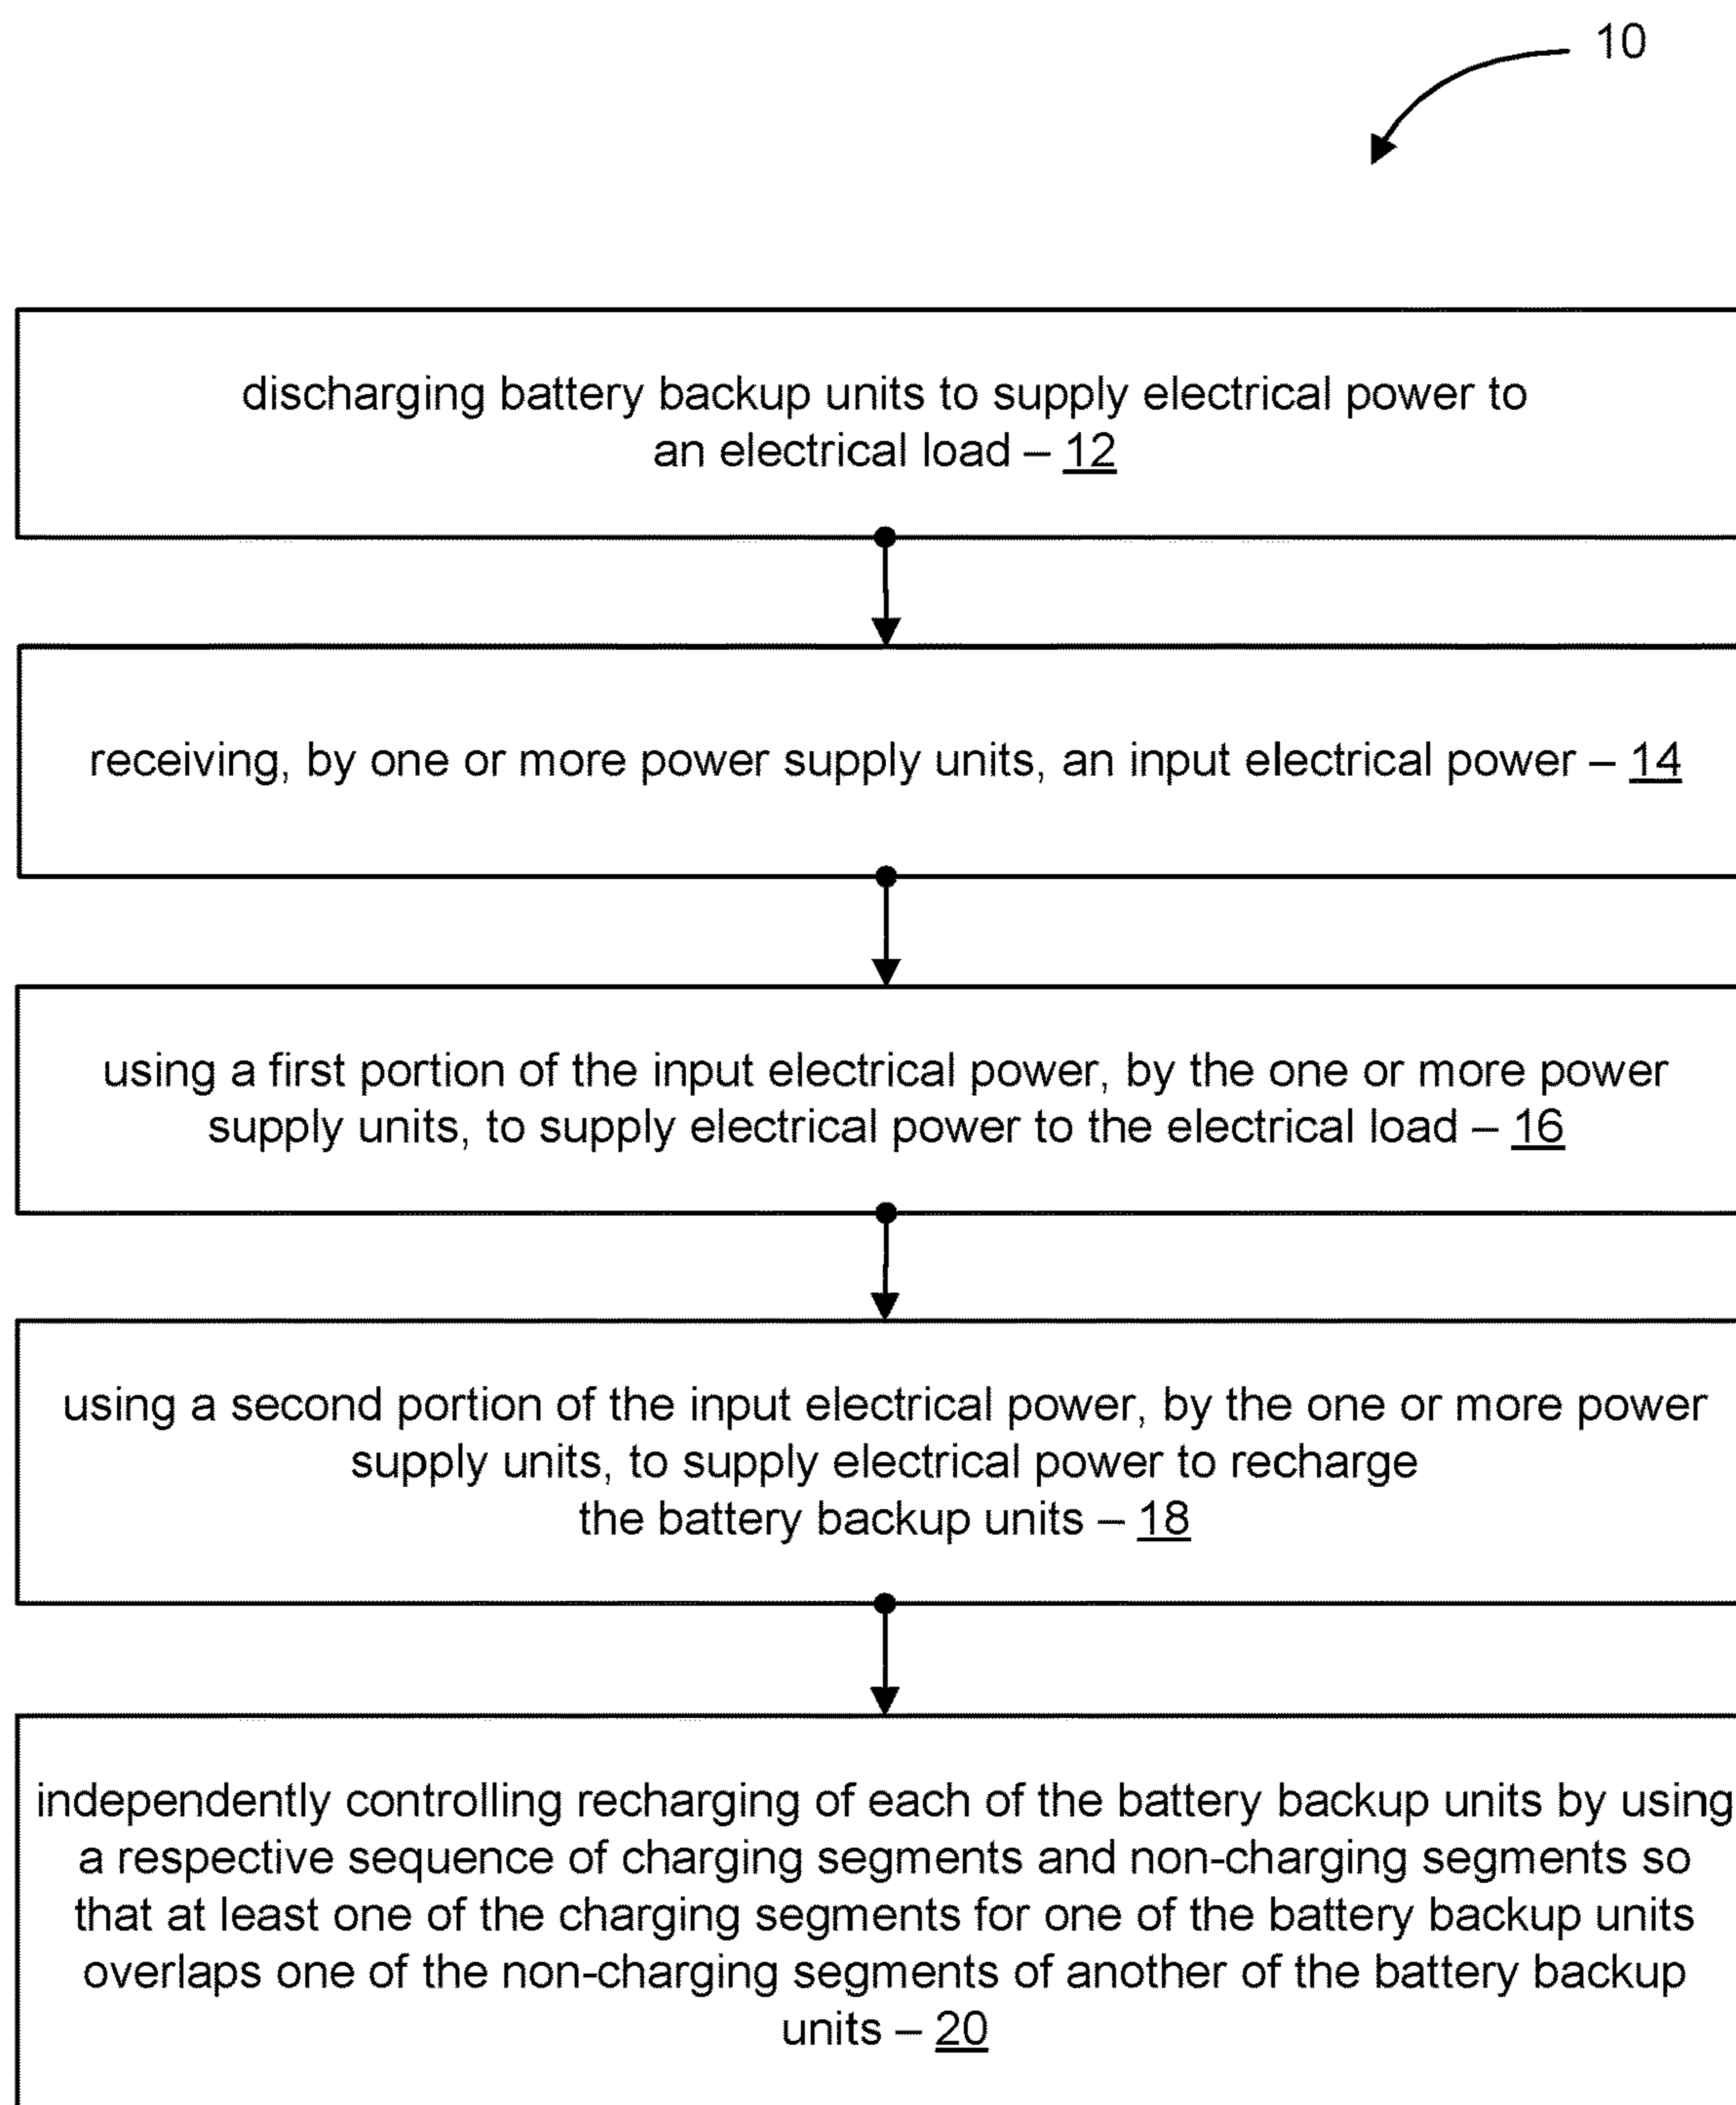 10
discharging battery backup units to supply electrical power to
an electrical load – 12
receiving, by one or more power supply units, an input electrical power – 14
using a first portion of the input electrical power, by the one or more power
supply units, to supply electrical power to the electrical load – 16
using a second portion of the input electrical power, by the one or more power
supply units, to supply electrical power to recharge
the battery backup units – 18
independently controlling recharging of each of the battery backup units by using
a respective sequence of charging segments and non-charging segments so
that at least one of the charging segments for one of the battery backup units
overlaps one of the non-charging segments of another of the battery backup
units – 20